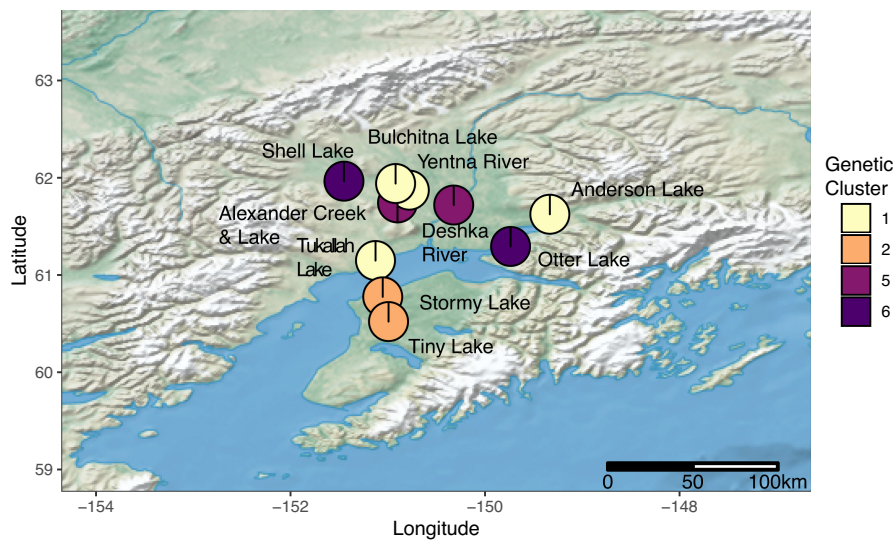 63
62
61
60
59
Latitude
Bulchitna Lake
Shell Lake
Yentna River
Anderson Lake
Alexander Creek
& Lake
Deshka
River
Tukallah
Lake
Otter Lake
Stormy Lake
Tiny Lake
0 50 100km
−154 −152 −150 −148
Longitude
Genetic
Cluster
1
2
5
6